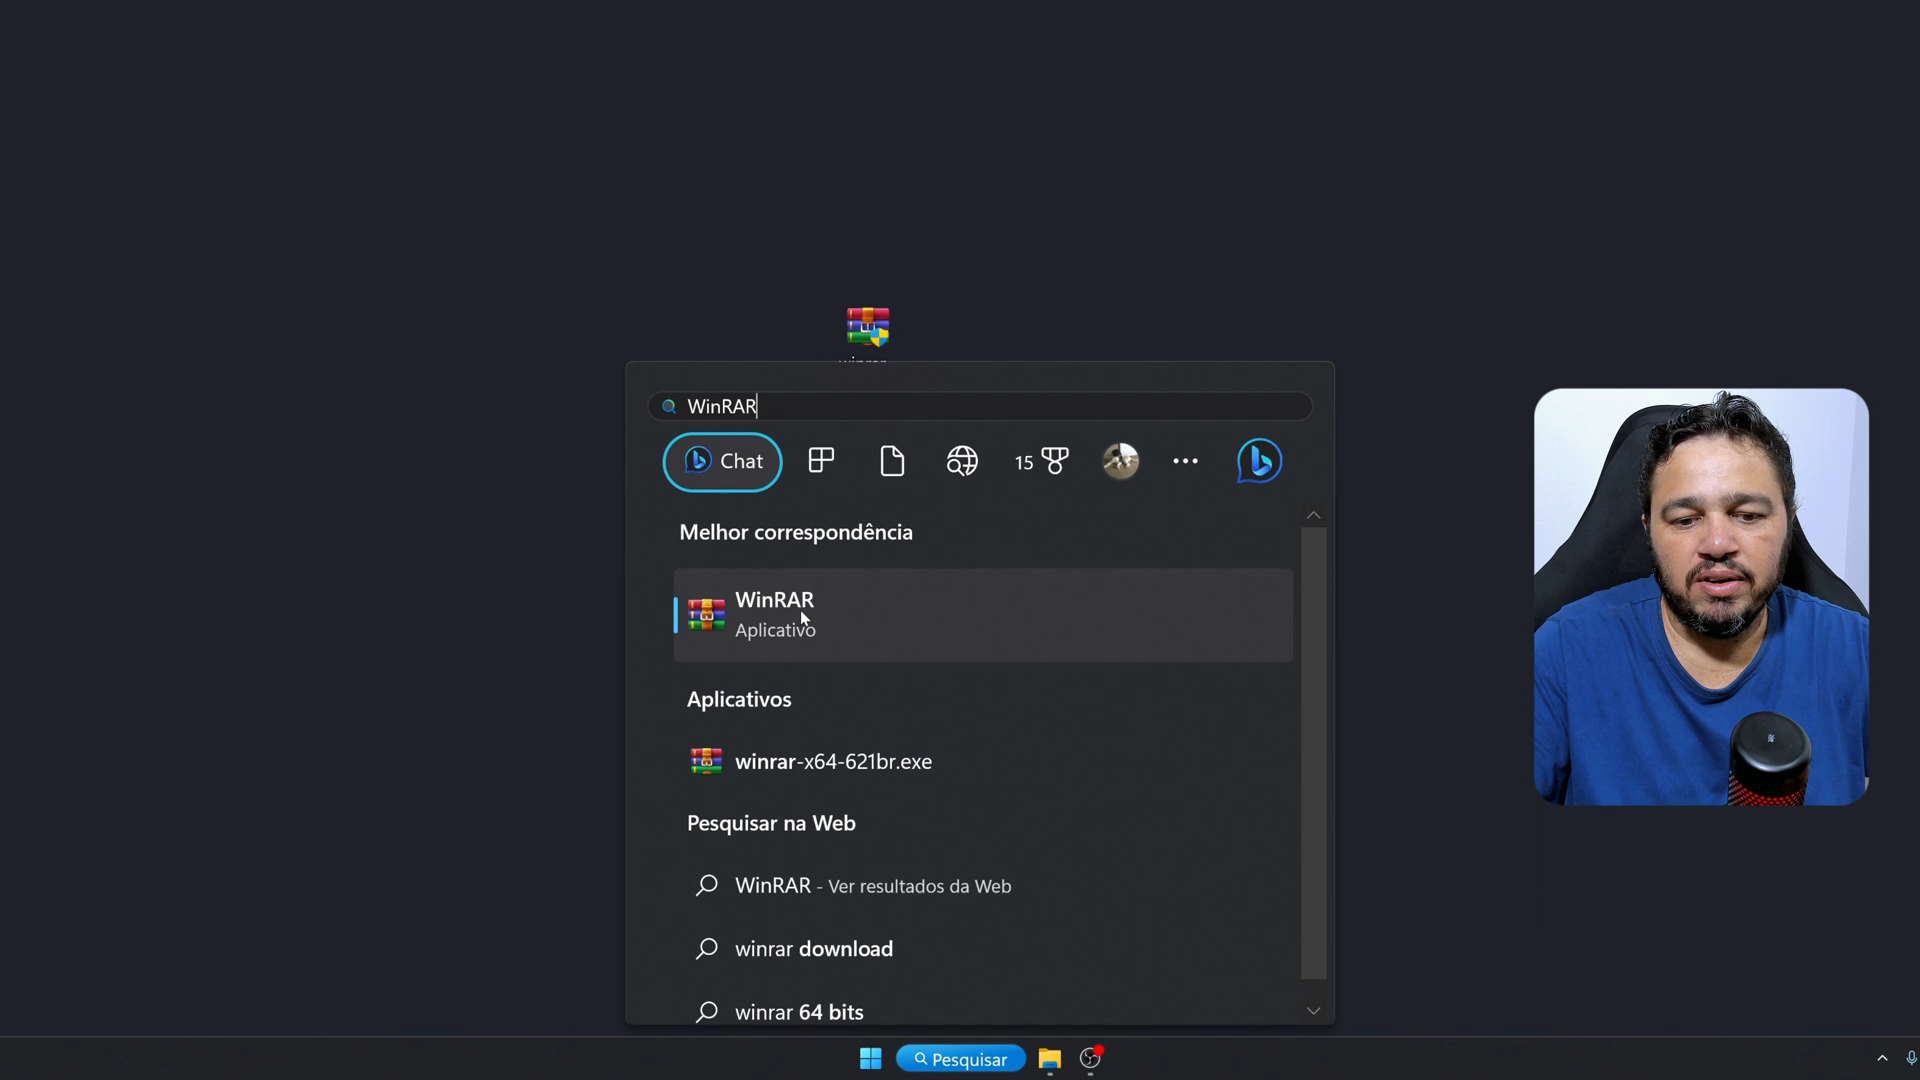 WinRAR
Chat
15
Melhor correspondência
WinRAR
Aplicativo
Aplicativos
winrar-x64-621br.exe
Pesquisar na Web
WinRAR - Ver resultados da Web
winrar download
winrar 64 bits
Pesquisar